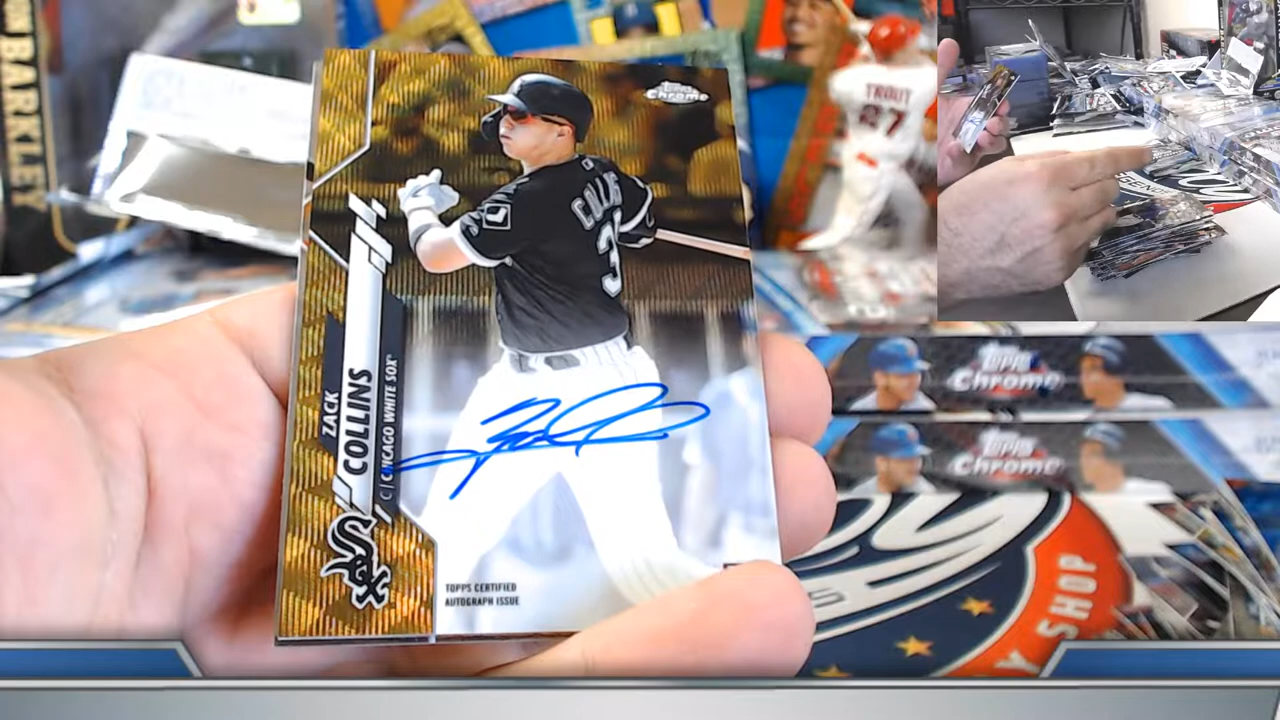 BARKLEY
TOPPS
Chrome
TROUT
27
COLLINS
3
ZACK
COLLINS
C | CHICAGO WHITE SOX
Sox
TOPPS CERTIFIED
AUTOGRAPH ISSUE
TOPPS
Chrome
TOPPS
Chrome
Y SHOP